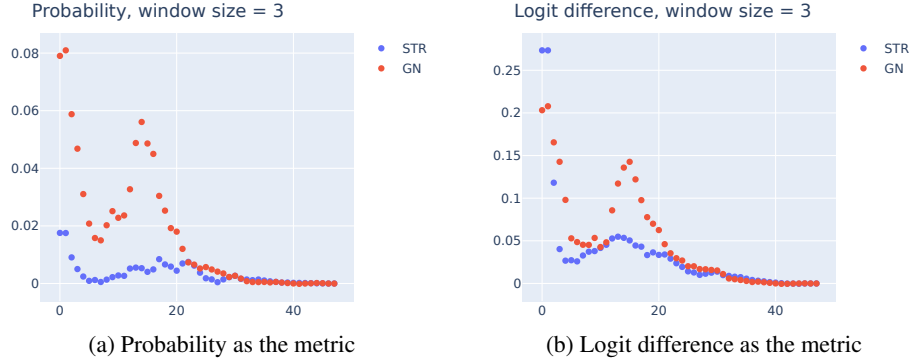 Probability, window size = 3
0.08
0.06
0.04
0.02
0
0
20
40
STR
GN
(a) Probability as the metric
Logit difference, window size = 3
0.25
0.2
0.15
0.1
0.05
0
0
20
40
STR
GN
(b) Logit difference as the metric